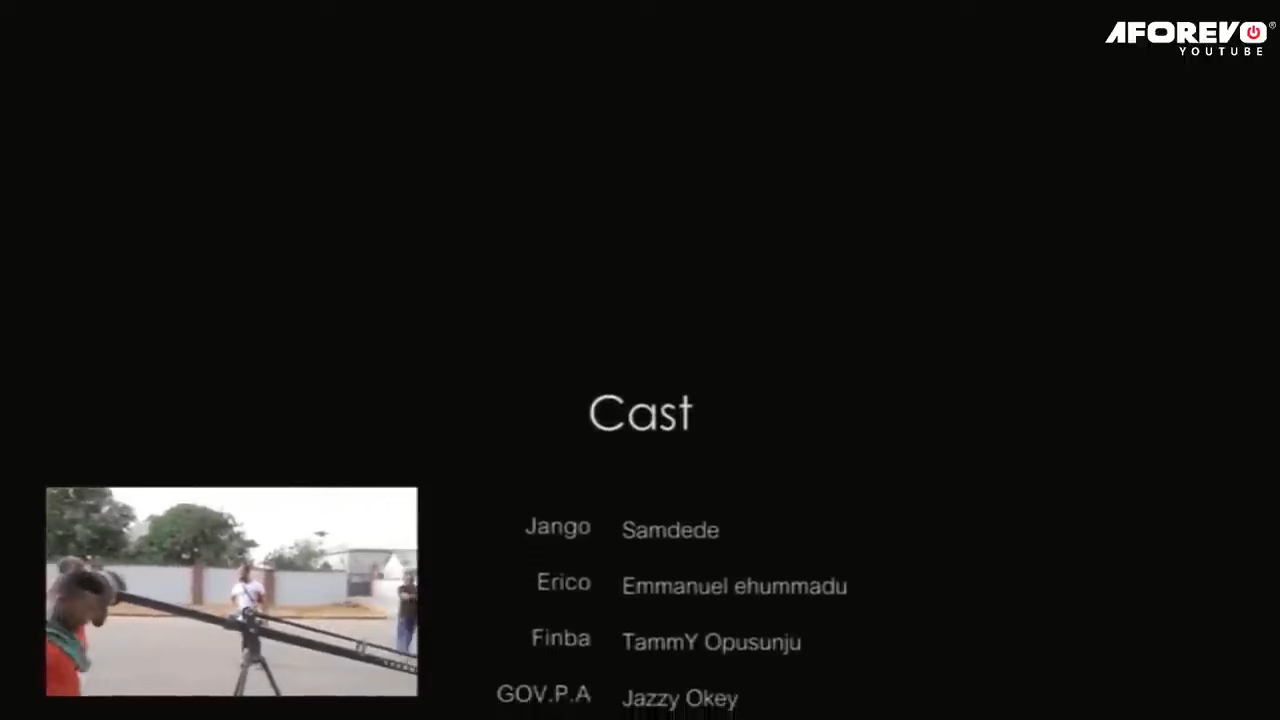 AFOREVO®
YOUTUBE
Cast
Jango Samdede
Erico Emmanuel ehummadu
Finba TammY Opusunju
GOV.P.A Jazzy Okey